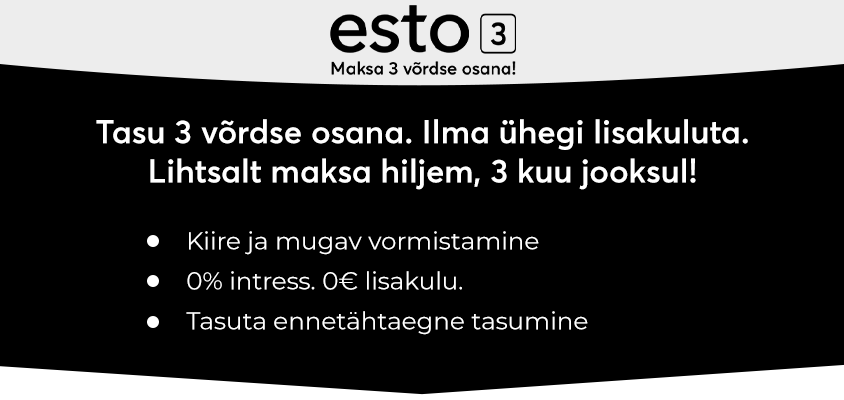 esto 3
Maksa 3 võrdse osana!
Tasu 3 võrdse osana. Ilma ühegi lisakuluta.
Lihtsalt maksa hiljem, 3 kuu jooksul!
Kiire ja mugav vormistamine
0% intress. 0€ lisakulu.
Tasuta ennetähtaegne tasumine